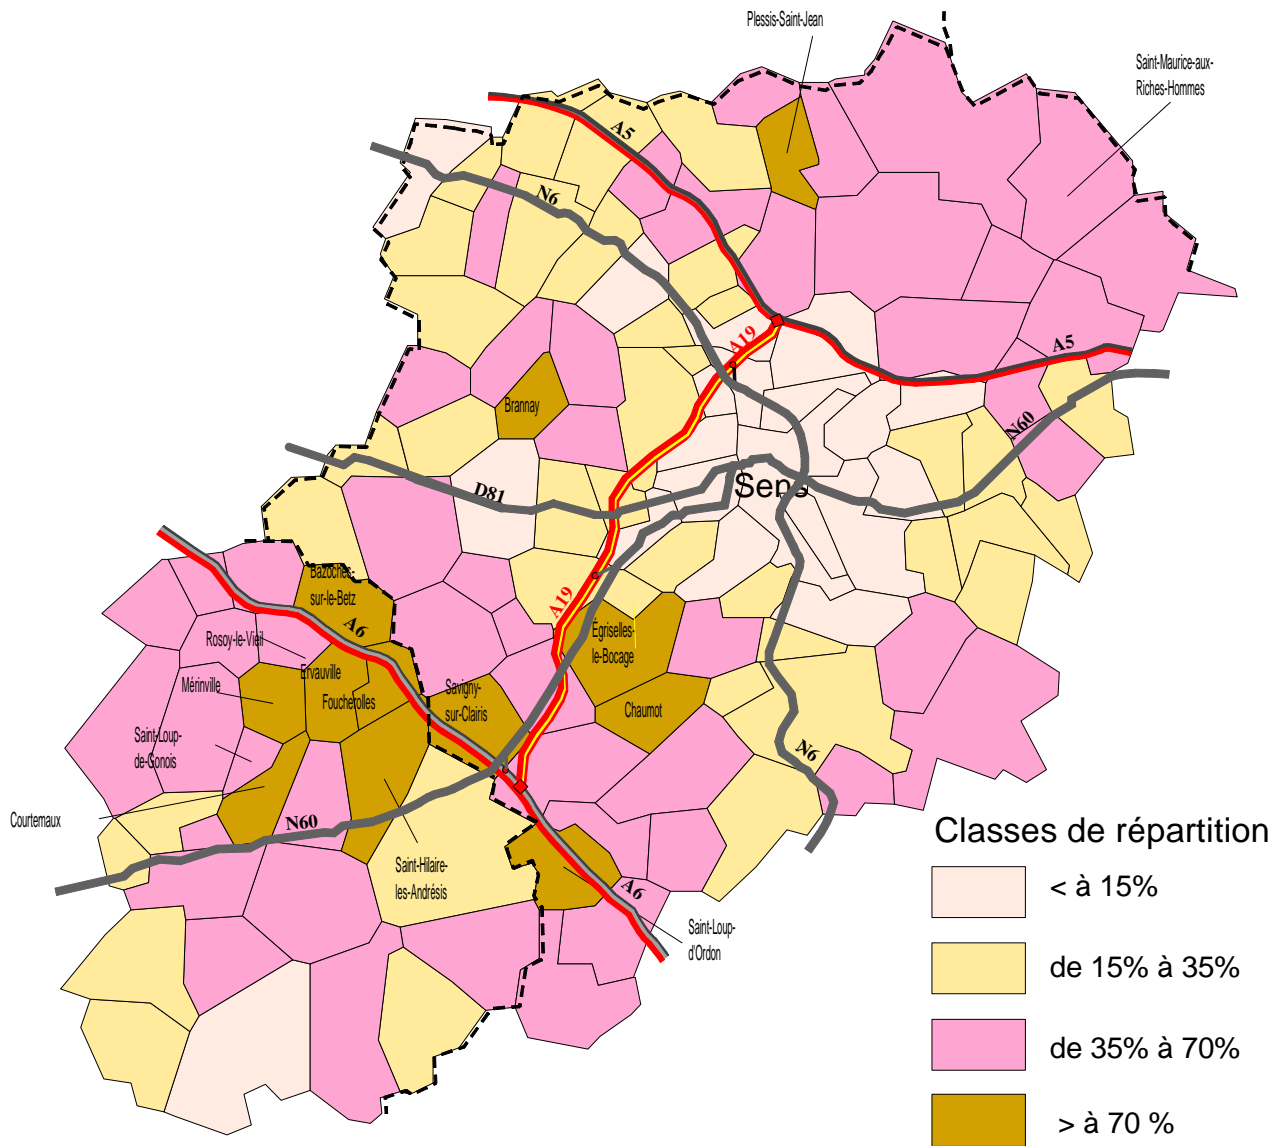 Plessis-Saint-Jean
Saint-Maurice-aux-
Riches-Hommes
A5
N6
A19
A5
Brannay
N60
D81
Sens
Bazoches-
sur-le-Betz
A19
A6
Rosoy-le-Vieil
Égriselles-
le-Bocage
Ervauville
Mérinville
Foucherolles
Savigny-
sur-Clairis
Chaumot
Saint-Loup-
de-Gonois
N6
Courtemaux
N60
Saint-Hilaire-
les-Andrésis
A6
Saint-Loup-
d'Ordon
Classes de répartition
< à 15%
de 15% à 35%
de 35% à 70%
> à 70 %